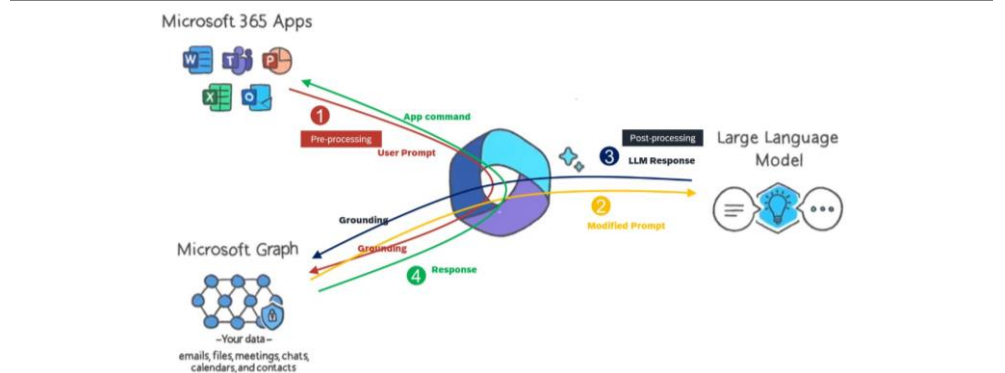 Microsoft 365 Apps
W
T
P
X
O
1
App command
Pre-processing
User Prompt
Post-processing
3
LLM Response
Large Language
Model
2
Modified Prompt
Grounding
Grounding
Microsoft Graph
4
Response
–Your data–
emails, files, meetings, chats,
calendars, and contacts